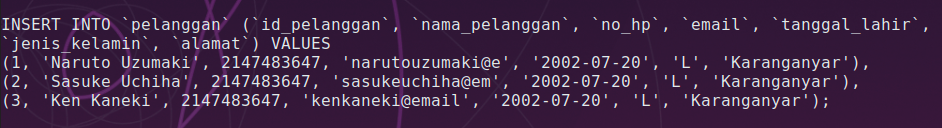 INSERT INTO `pelanggan` (`id_pelanggan`, `nama_pelanggan`, `no_hp`, `email`, `tanggal_lahir`,
`jenis_kelamin`, `alamat`) VALUES
(1, 'Naruto Uzumaki', 2147483647, 'narutouzumaki@e', '2002-07-20', 'L', 'Karanganyar'),
(2, 'Sasuke Uchiha', 2147483647, 'sasukeuchiha@em', '2002-07-20', 'L', 'Karanganyar'),
(3, 'Ken Kaneki', 2147483647, 'kenkaneki@email', '2002-07-20', 'L', 'Karanganyar');